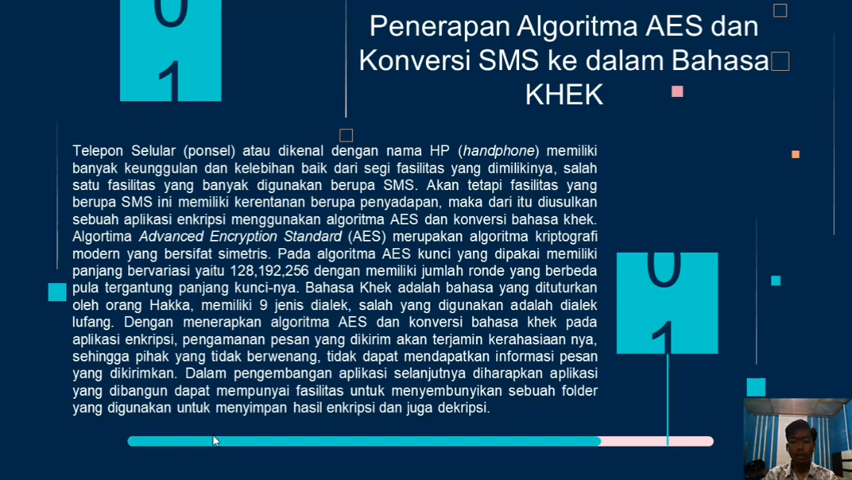 01
Penerapan Algoritma AES dan
Konversi SMS ke dalam Bahasa
KHEK
Telepon Selular (ponsel) atau dikenal dengan nama HP (handphone) memiliki
banyak keunggulan dan kelebihan baik dari segi fasilitas yang dimilikinya, salah
satu fasilitas yang banyak digunakan berupa SMS. Akan tetapi fasilitas yang
berupa SMS ini memiliki kerentanan berupa penyadapan, maka dari itu diusulkan
sebuah aplikasi enkripsi menggunakan algoritma AES dan konversi bahasa khek.
Algortima Advanced Encryption Standard (AES) merupakan algoritma kriptografi
modern yang bersifat simetris. Pada algoritma AES kunci yang dipakai memiliki
panjang bervariasi yaitu 128,192,256 dengan memiliki jumlah ronde yang berbeda
pula tergantung panjang kunci-nya. Bahasa Khek adalah bahasa yang dituturkan
oleh orang Hakka, memiliki 9 jenis dialek, salah yang digunakan adalah dialek
lufang. Dengan menerapkan algoritma AES dan konversi bahasa khek pada
aplikasi enkripsi, pengamanan pesan yang dikirim akan terjamin kerahasiaan nya,
sehingga pihak yang tidak berwenang, tidak dapat mendapatkan informasi pesan
yang dikirimkan. Dalam pengembangan aplikasi selanjutnya diharapkan aplikasi
yang dibangun dapat mempunyai fasilitas untuk menyembunyikan sebuah folder
yang digunakan untuk menyimpan hasil enkripsi dan juga dekripsi.
01